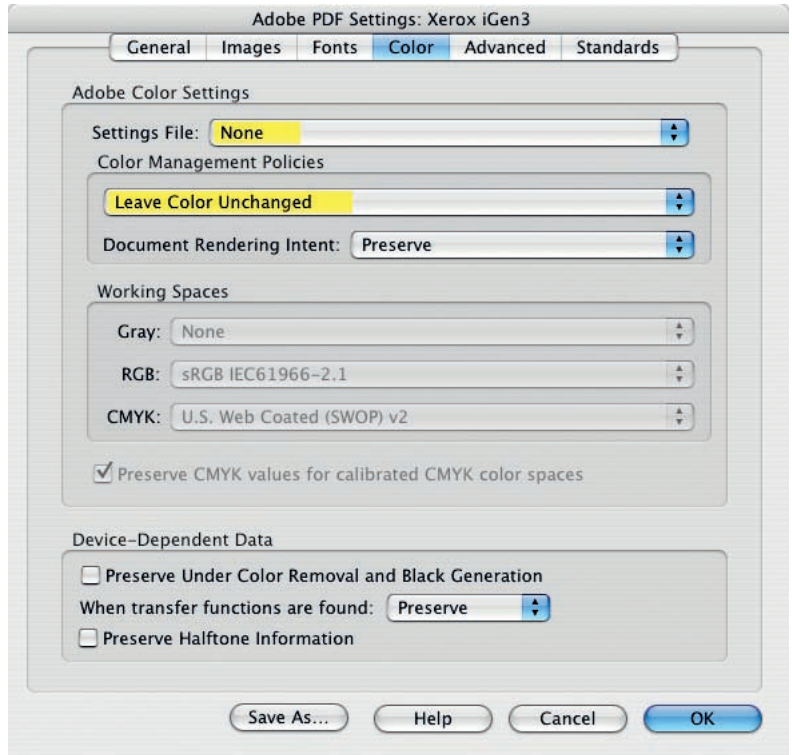 Adobe PDF Settings: Xerox iGen3
General Images Fonts Color Advanced Standards
Adobe Color Settings
Settings File: None
Color Management Policies
Leave Color Unchanged
Document Rendering Intent: Preserve
Working Spaces
Gray: None
RGB: sRGB IEC61966-2.1
CMYK: U.S. Web Coated (SWOP) v2
Preserve CMYK values for calibrated CMYK color spaces
Device-Dependent Data
Preserve Under Color Removal and Black Generation
When transfer functions are found: Preserve
Preserve Halftone Information
Save As... Help Cancel OK